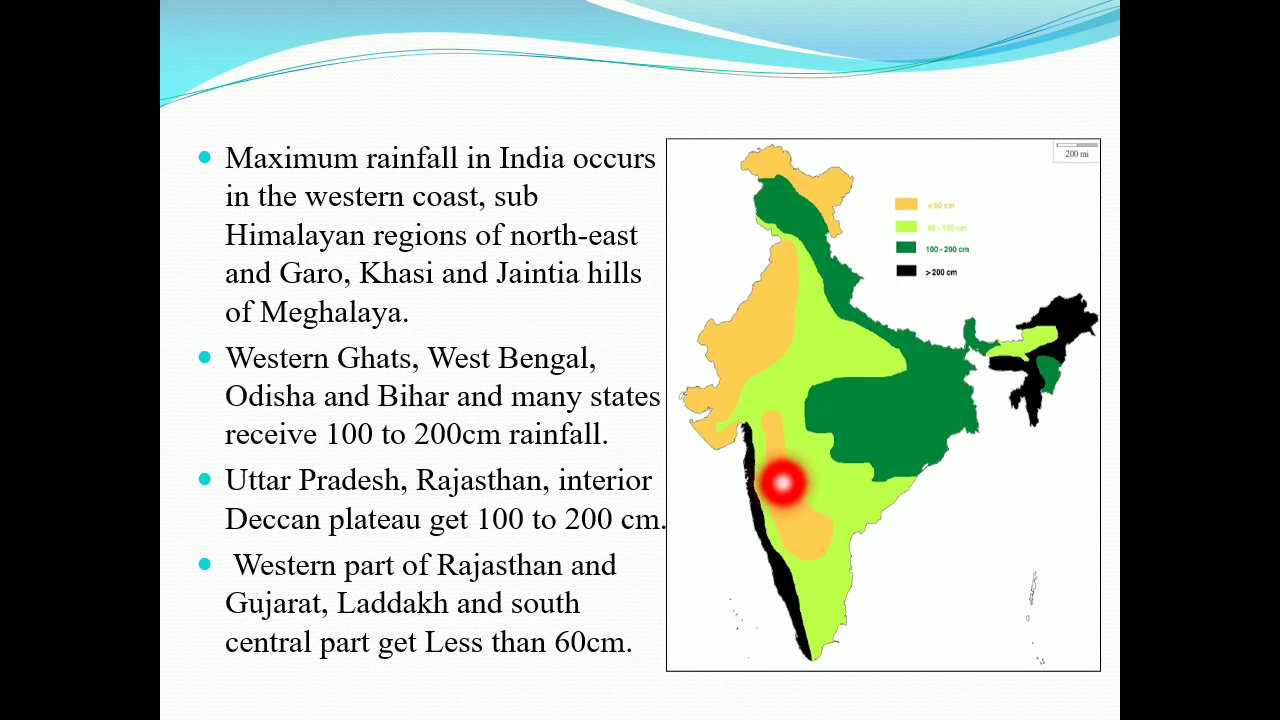 Maximum rainfall in India occurs
in the western coast, sub
Himalayan regions of north-east
and Garo, Khasi and Jaintia hills
of Meghalaya.
Western Ghats, West Bengal,
Odisha and Bihar and many states
receive 100 to 200cm rainfall.
Uttar Pradesh, Rajasthan, interior
Deccan plateau get 100 to 200 cm.
Western part of Rajasthan and
Gujarat, Laddakh and south
central part get Less than 60cm.
200 mi
< 60 cm
60 - 100 cm
100 - 200 cm
> 200 cm